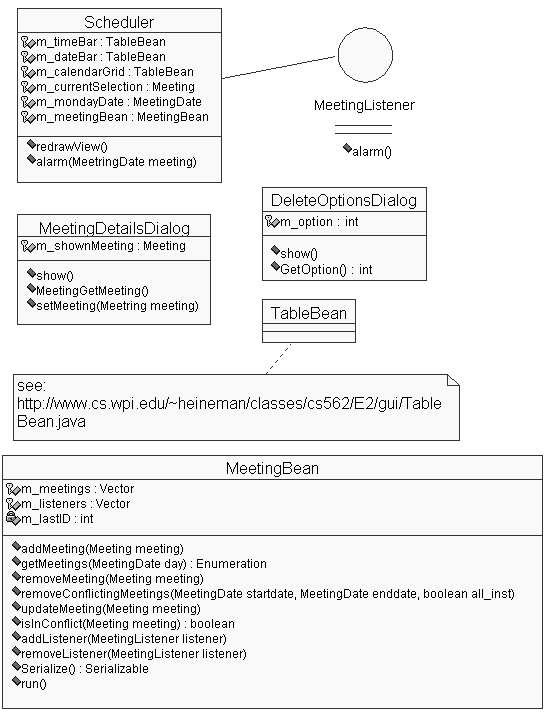 Scheduler
m_timeBar : TableBean
m_dateBar : TableBean
m_calendarGrid : TableBean
m_currentSelection : Meeting
m_mondayDate : MeetingDate
m_meetingBean : MeetingBean
redrawView()
alarm(MeetringDate meeting)
MeetingListener
alarm()
MeetingDetailsDialog
m_shownMeeting : Meeting
show()
MeetingGetMeeting()
setMeeting(Meetring meeting)
DeleteOptionsDialog
m_option : int
show()
GetOption() : int
TableBean
see:
http://www.cs.wpi.edu/~heineman/classes/cs562/E2/gui/Table
Bean.java
MeetingBean
m_meetings : Vector
m_listeners : Vector
m_lastID : int
addMeeting(Meeting meeting)
getMeetings(MeetingDate day) : Enumeration
removeMeeting(Meeting meeting)
removeConflictingMeetings(MeetingDate startdate, MeetingDate enddate, boolean all_inst)
updateMeeting(Meeting meeting)
isInConflict(Meeting meeting) : boolean
addListener(MeetingListener listener)
removeListener(MeetingListener listener)
Serialize() : Serializable
run()